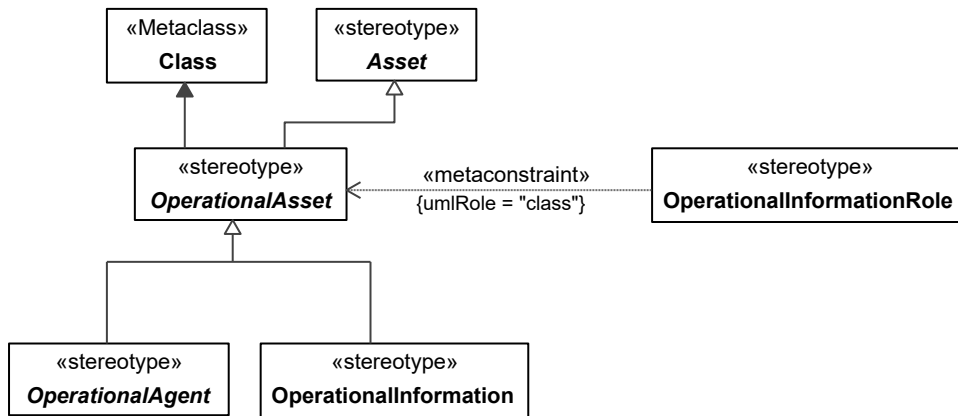 «Metaclass»
Class
«stereotype»
Asset
«stereotype»
OperationalAsset
«metaconstraint»
{umlRole = "class"}
«stereotype»
OperationalInformationRole
«stereotype»
OperationalAgent
«stereotype»
OperationalInformation